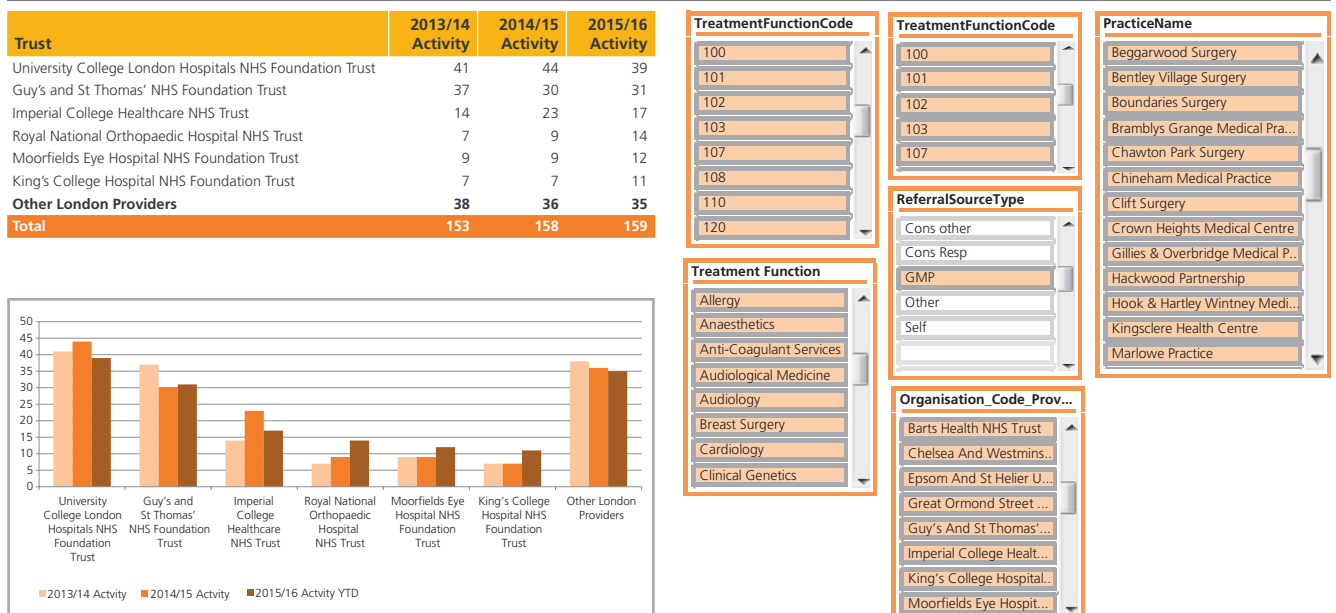 Trust
2013/14 Activity
2014/15 Activity
2015/16 Activity
University College London Hospitals NHS Foundation Trust 41 44 39
Guy's and St Thomas' NHS Foundation Trust 37 30 31
Imperial College Healthcare NHS Trust 14 23 17
Royal National Orthopaedic Hospital NHS Trust 7 9 14
Moorfields Eye Hospital NHS Foundation Trust 9 9 12
King's College Hospital NHS Foundation Trust 7 7 11
Other London Providers 38 36 35
Total 153 158 159
50
45
40
35
30
25
20
15
10
5
0
University
College London
Hospitals NHS
Foundation
Trust
Guy's and
St Thomas'
NHS Foundation
Trust
Imperial
College
Healthcare
NHS Trust
Royal National
Orthopaedic
Hospital
NHS Trust
Moorfields Eye
Hospital NHS
Foundation
Trust
King's College
Hospital NHS
Foundation
Trust
Other London
Providers
2013/14 Actvity
2014/15 Activity
2015/16 Actvity YTD
TreatmentFunctionCode
100
101
102
103
107
108
110
120
Treatment Function
Allergy
Anaesthetics
Anti-Coagulant Services
Audiological Medicine
Audiology
Breast Surgery
Cardiology
Clinical Genetics
TreatmentFunctionCode
100
101
102
103
107
ReferralSourceType
Cons other
Cons Resp
GMP
Other
Self
Organisation_Code_Prov...
Barts Health NHS Trust
Chelsea And Westmins..
Epsom And St Helier U...
Great Ormond Street ...
Guy's And St Thomas'...
Imperial College Healt...
King's College Hospital..
Moorfields Eye Hospit...
PracticeName
Beggarwood Surgery
Bentley Village Surgery
Boundaries Surgery
Bramblys Grange Medical Pra...
Chawton Park Surgery
Chineham Medical Practice
Clift Surgery
Crown Heights Medical Centre
Gillies & Overbridge Medical P..
Hackwood Partnership
Hook & Hartley Wintney Medi...
Kingsclere Health Centre
Marlowe Practice